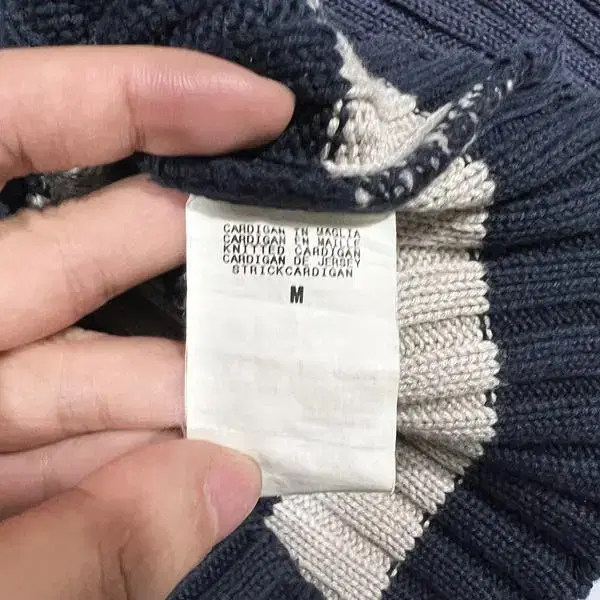 CARDIGAN IN MAGLIA
CARDIGAN EN MAILLE
KNITTED CARDIGAN
CARDIGAN DE JERSEY
STRICKCARDIGAN
M